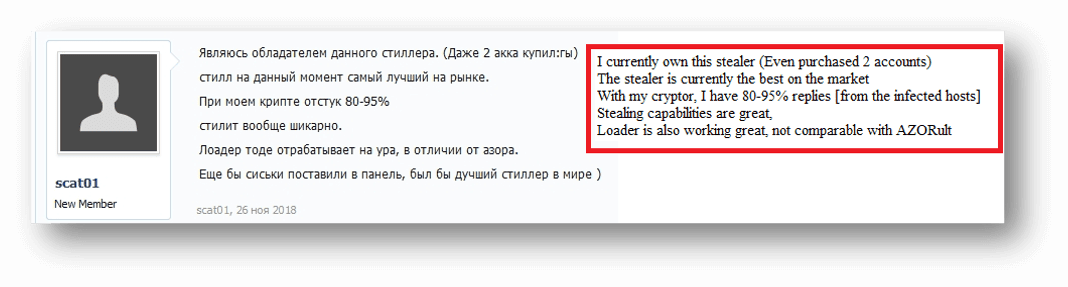 Являюсь обладателем данного стиллера. (Даже 2 акка купил:гы)
стилл на данный момент самый лучший на рынке.
При моем крипте отстук 80-95%
стилит вообще шикарно.
Лоадер тоде отрабатывает на ура, в отличии от азора.
Еще бы сиськи поставили в панель, был бы дучший стиллер в мире )
scat01
New Member
scat01, 26 ноя 2018
I currently own this stealer (Even purchased 2 accounts)
The stealer is currently the best on the market
With my cryptor, I have 80-95% replies [from the infected hosts]
Stealing capabilities are great,
Loader is also working great, not comparable with AZORult